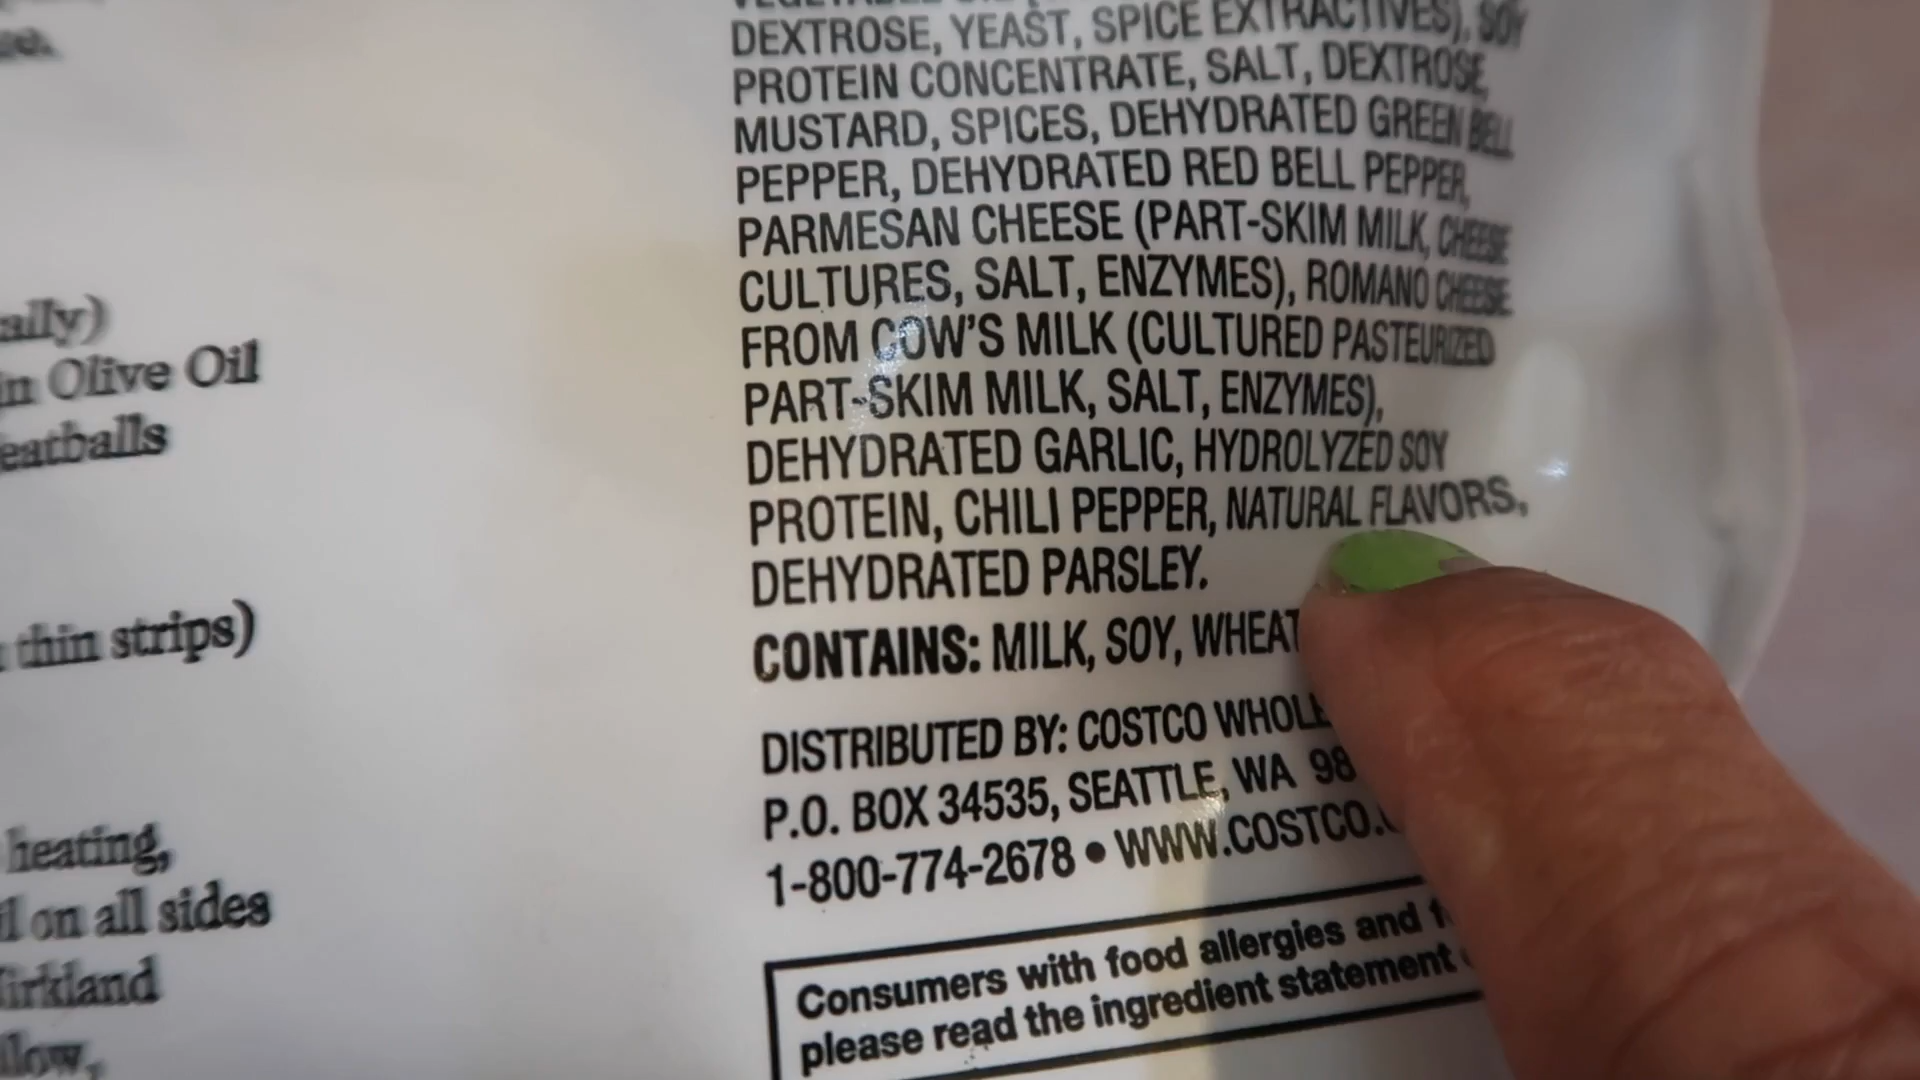 ally)
in Olive Oil
eatballs
thin strips)
heating,
l on all sides
irkland
llow,
DEXTROSE, YEAST, SPICE EXTRACTIVES), SOY
PROTEIN CONCENTRATE, SALT, DEXTROSE,
MUSTARD, SPICES, DEHYDRATED GREEN BELL
PEPPER, DEHYDRATED RED BELL PEPPER,
PARMESAN CHEESE (PART-SKIM MILK, CHEESE
CULTURES, SALT, ENZYMES), ROMANO CHEESE
FROM COW'S MILK (CULTURED PASTEURIZED
PART-SKIM MILK, SALT, ENZYMES),
DEHYDRATED GARLIC, HYDROLYZED SOY
PROTEIN, CHILI PEPPER, NATURAL FLAVORS,
DEHYDRATED PARSLEY.
CONTAINS: MILK, SOY, WHEAT
DISTRIBUTED BY: COSTCO WHOLE
P.O. BOX 34535, SEATTLE, WA 98
1-800-774-2678 • WWW.COSTCO.
Consumers with food allergies and
please read the ingredient statement